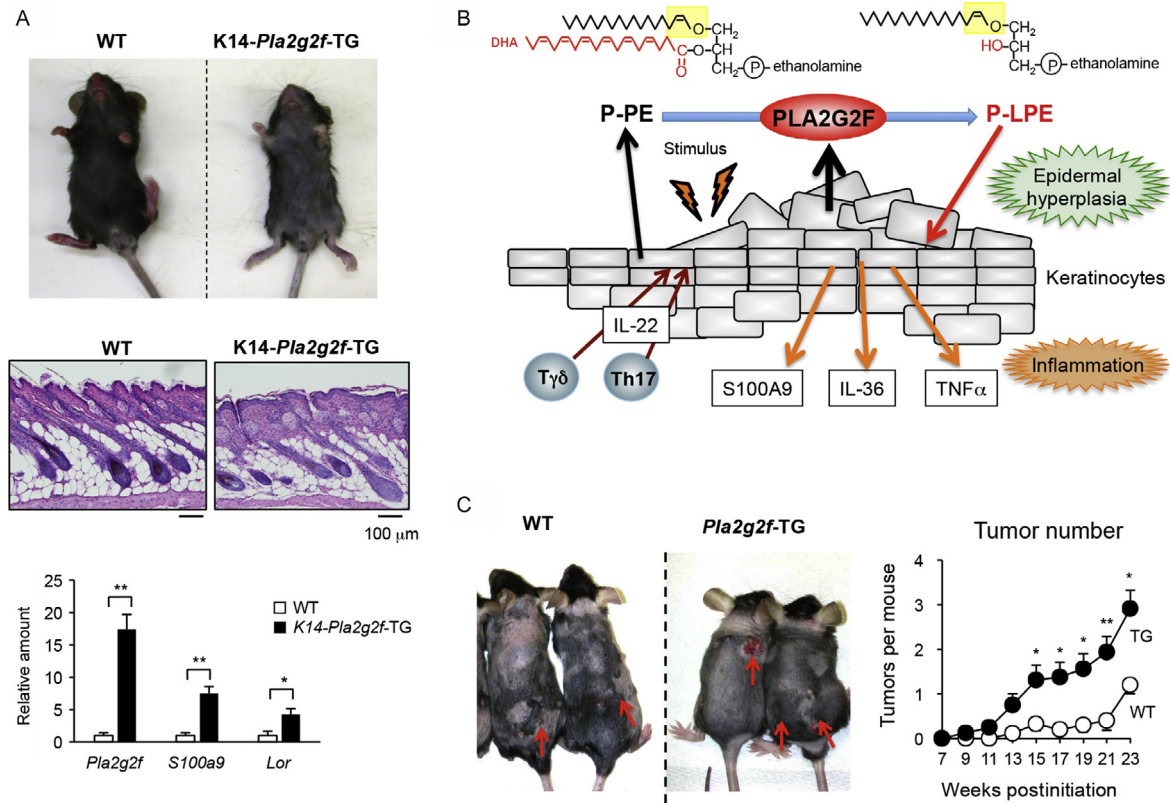 A
WT
K14-Pla2g2f-TG
WT
K14-Pla2g2f-TG
100 μm
Relative amount
25
20
15
10
5
0
**
**
*
WT
K14-Pla2g2f-TG
Pla2g2f
S100a9
Lor
B
DHA
O
CH₂
C
O
CH
O
CH₂
P
ethanolamine
O
CH₂
HO
CH
CH₂
P
ethanolamine
P-PE
PLA2G2F
P-LPE
Stimulus
Epidermal
hyperplasia
Keratinocytes
IL-22
Tγδ
Th17
S100A9
IL-36
TNFα
Inflammation
C
WT
Pla2g2f-TG
Tumor number
Tumors per mouse
4
3
2
1
0
*
*
*
**
*
TG
WT
7
9
11
13
15
17
19
21
23
Weeks postinitiation